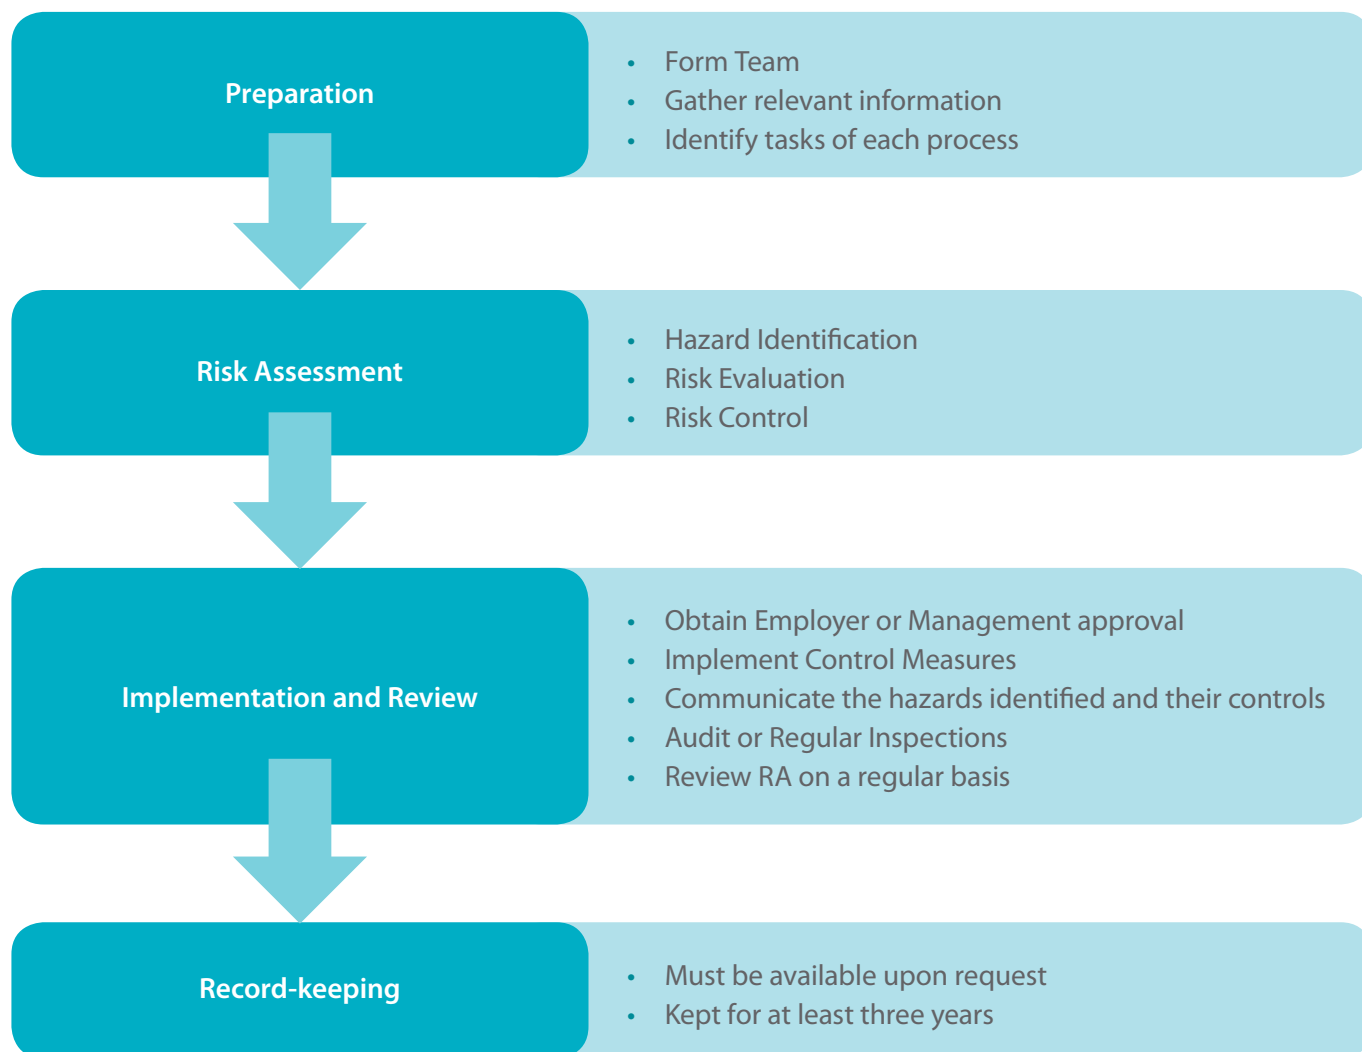 Preparation
• Form Team
• Gather relevant information
• Identify tasks of each process
Risk Assessment
• Hazard Identification
• Risk Evaluation
• Risk Control
Implementation and Review
• Obtain Employer or Management approval
• Implement Control Measures
• Communicate the hazards identified and their controls
• Audit or Regular Inspections
• Review RA on a regular basis
Record-keeping
• Must be available upon request
• Kept for at least three years